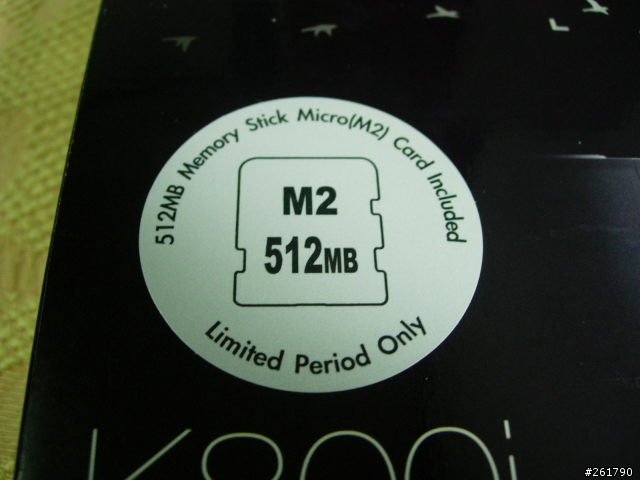 512MB Memory Stick Micro(M2) Card Included
M2
512MB
Limited Period Only
K800i
#261790